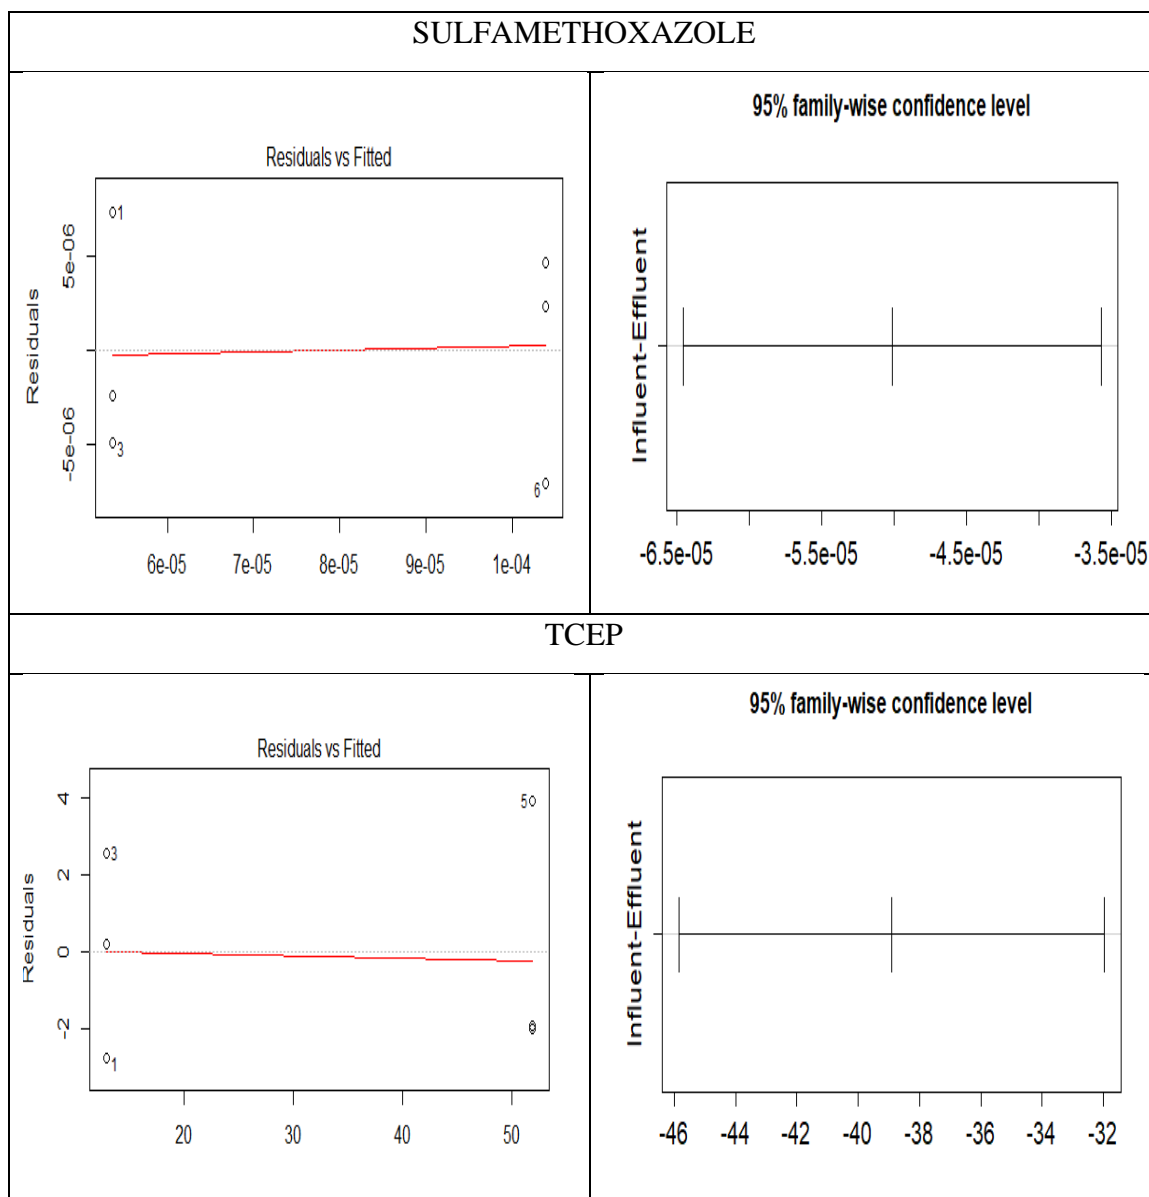 SULFAMETHOXAZOLE
95% family-wise confidence level
Residuals vs Fitted
Residuals
5e-06
-5e-06
1
3
6
6e-05 7e-05 8e-05 9e-05 1e-04
Influent-Effluent
-6.5e-05 -5.5e-05 -4.5e-05 -3.5e-05
TCEP
95% family-wise confidence level
Residuals vs Fitted
Residuals
4
2
0
-2
5
3
1
20 30 40 50
Influent-Effluent
-46 -44 -42 -40 -38 -36 -34 -32